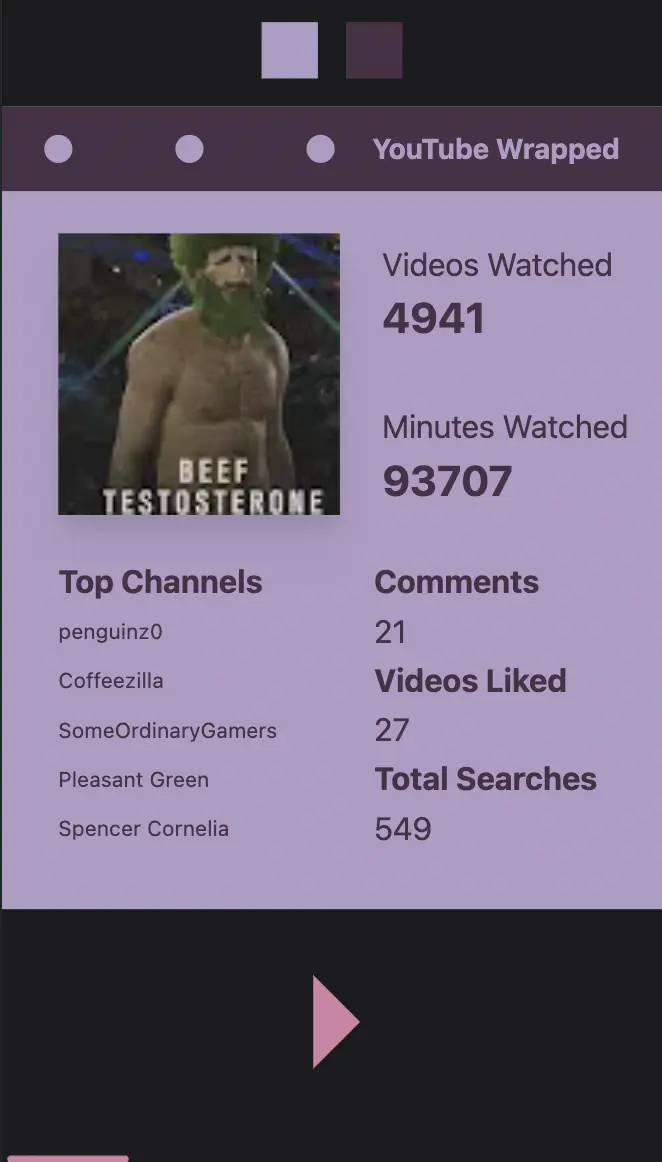 YouTube Wrapped
BEEF
TESTOSTERONE
Videos Watched
4941
Minutes Watched
93707
Top Channels
penguinz0
Coffeezilla
SomeOrdinaryGamers
Pleasant Green
Spencer Cornelia
Comments
21
Videos Liked
27
Total Searches
549